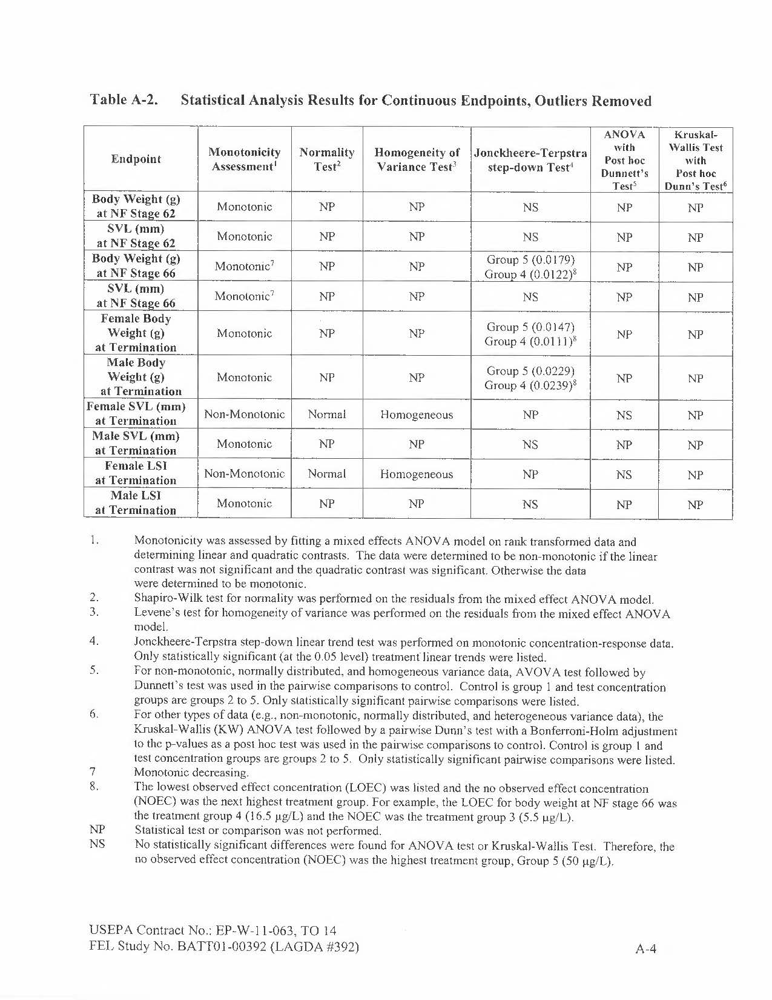 Table A-2. Statistical Analysis Results for Continuous Endpoints, Outliers Removed
Endpoint
Monotonicity
Assessment1
Normality
Test2
Homogeneity of
Variance Test3
Jonckheere-Terpstra
step-down Test4
ANOVA
with
Post hoc
Dunnett's
Test5
Kruskal-
Wallis Test
with
Post hoc
Dunn's Test6
Body Weight (g)
at NF Stage 62
Monotonic NP NP NS NP NP
SVL (mm)
at NF Stage 62
Monotonic NP NP NS NP NP
Body Weight (g)
at NF Stage 66
Monotonic7 NP NP
Group 5 (0.0179)
Group 4 (0.0122)8
NP NP
SVL (mm)
at NF Stage 66
Monotonic7 NP NP NS NP NP
Female Body
Weight (g)
at Termination
Monotonic NP NP
Group 5 (0.0147)
Group 4 (0.0111)8
NP NP
Male Body
Weight (g)
at Termination
Monotonic NP NP
Group 5 (0.0229)
Group 4 (0.0239)8
NP NP
Female SVL (mm)
at Termination
Non-Monotonic Normal Homogeneous NP NS NP
Male SVL (mm)
at Termination
Monotonic NP NP NS NP NP
Female LSI
at Termination
Non-Monotonic Normal Homogeneous NP NS NP
Male LSI
at Termination
Monotonic NP NP NS NP NP
1. Monotonicity was assessed by fitting a mixed effects ANOVA model on rank transformed data and
determining linear and quadratic contrasts. The data were determined to be non-monotonic if the linear
contrast was not significant and the quadratic contrast was significant. Otherwise the data
were determined to be monotonic.
2. Shapiro-Wilk test for normality was performed on the residuals from the mixed effect ANOVA model.
3. Levene's test for homogeneity of variance was performed on the residuals from the mixed effect ANOVA
model.
4. Jonckheere-Terpstra step-down linear trend test was performed on monotonic concentration-response data.
Only statistically significant (at the 0.05 level) treatment linear trends were listed.
5. For non-monotonic, normally distributed, and homogeneous variance data, AVOVA test followed by
Dunnett's test was used in the pairwise comparisons to control. Control is group 1 and test concentration
groups are groups 2 to 5. Only statistically significant pairwise comparisons were listed.
6. For other types of data (e.g., non-monotonic, normally distributed, and heterogeneous variance data), the
Kruskal-Wallis (KW) ANOVA test followed by a pairwise Dunn's test with a Bonferroni-Holm adjustment
to the p-values as a post hoc test was used in the pairwise comparisons to control. Control is group 1 and
test concentration groups are groups 2 to 5. Only statistically significant pairwise comparisons were listed.
7 Monotonic decreasing.
8. The lowest observed effect concentration (LOEC) was listed and the no observed effect concentration
(NOEC) was the next highest treatment group. For example, the LOEC for body weight at NF stage 66 was
the treatment group 4 (16.5 µg/L) and the NOEC was the treatment group 3 (5.5 µg/L).
NP Statistical test or comparison was not performed.
NS No statistically significant differences were found for ANOVA test or Kruskal-Wallis Test. Therefore, the
no observed effect concentration (NOEC) was the highest treatment group, Group 5 (50 µg/L).
USEPA Contract No.: EP-W-11-063, TO 14
FEL Study No. BATT01-00392 (LAGDA #392)
A-4